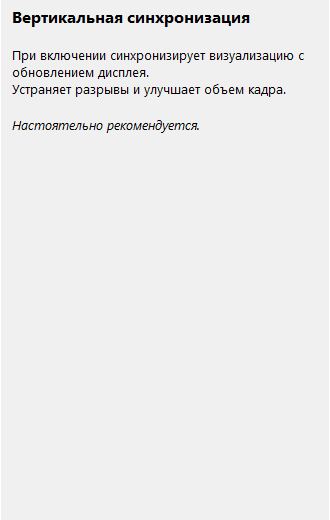 Вертикальная синхронизация
При включении синхронизирует визуализацию с
обновлением дисплея.
Устраняет разрывы и улучшает объем кадра.
Настоятельно рекомендуется.